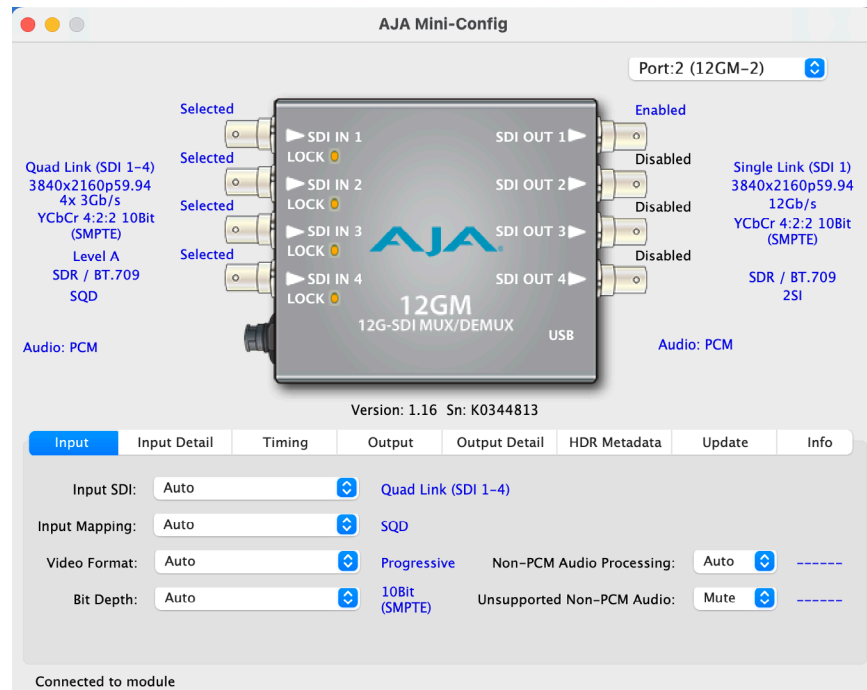 AJA Mini-Config
Port:2 (12GM-2)
Selected
Selected
Selected
Selected
Quad Link (SDI 1-4)
3840x2160p59.94
4x 3Gb/s
YCbCr 4:2:2 10Bit
(SMPTE)
Level A
SDR / BT.709
SQD
Audio: PCM
SDI IN 1
LOCK
SDI IN 2
LOCK
SDI IN 3
LOCK
SDI IN 4
LOCK
SDI OUT 1
SDI OUT 2
SDI OUT 3
SDI OUT 4
AJA
12GM
12G-SDI MUX/DEMUX
USB
Enabled
Disabled
Disabled
Disabled
Single Link (SDI 1)
3840x2160p59.94
12Gb/s
YCbCr 4:2:2 10Bit
(SMPTE)
SDR / BT.709
2SI
Audio: PCM
Version: 1.16 Sn: K0344813
Input Input Detail Timing Output Output Detail HDR Metadata Update Info
Input SDI: Auto Quad Link (SDI 1-4)
Input Mapping: Auto SQD
Video Format: Auto Progressive Non-PCM Audio Processing: Auto ------
Bit Depth: Auto 10Bit
(SMPTE) Unsupported Non-PCM Audio: Mute ------
Connected to module